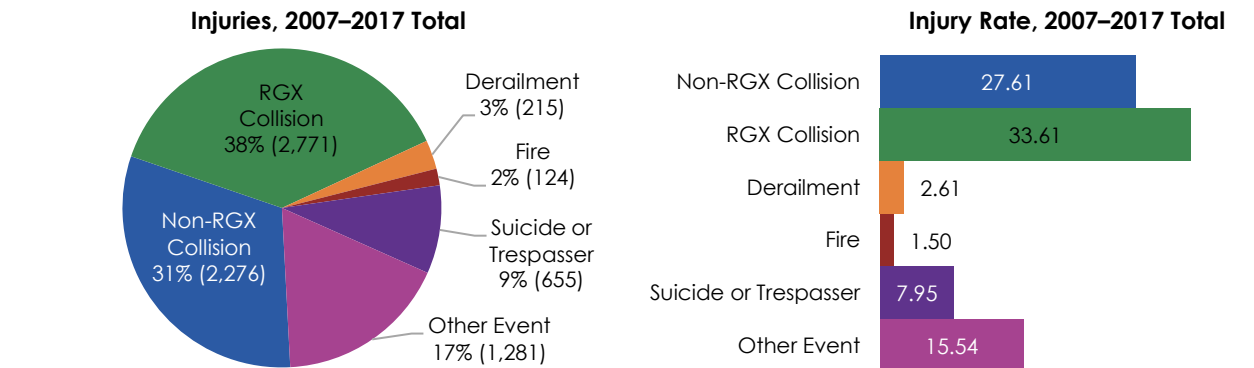 Injuries, 2007–2017 Total
RGX
Collision
38% (2,771)
Derailment
3% (215)
Fire
2% (124)
Suicide or
Trespasser
9% (655)
Other Event
17% (1,281)
Non-RGX
Collision
31% (2,276)
Injury Rate, 2007–2017 Total
Non-RGX Collision
27.61
RGX Collision
33.61
Derailment
2.61
Fire
1.50
Suicide or Trespasser
7.95
Other Event
15.54